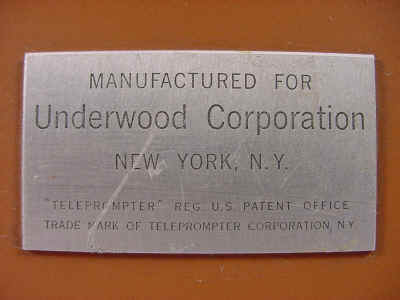 MANUFACTURED FOR
Underwood Corporation
NEW YORK, N.Y.
"TELEPROMPTER" REG. U.S. PATENT OFFICE
TRADE MARK OF TELEPROMPTER CORPORATION, N.Y.